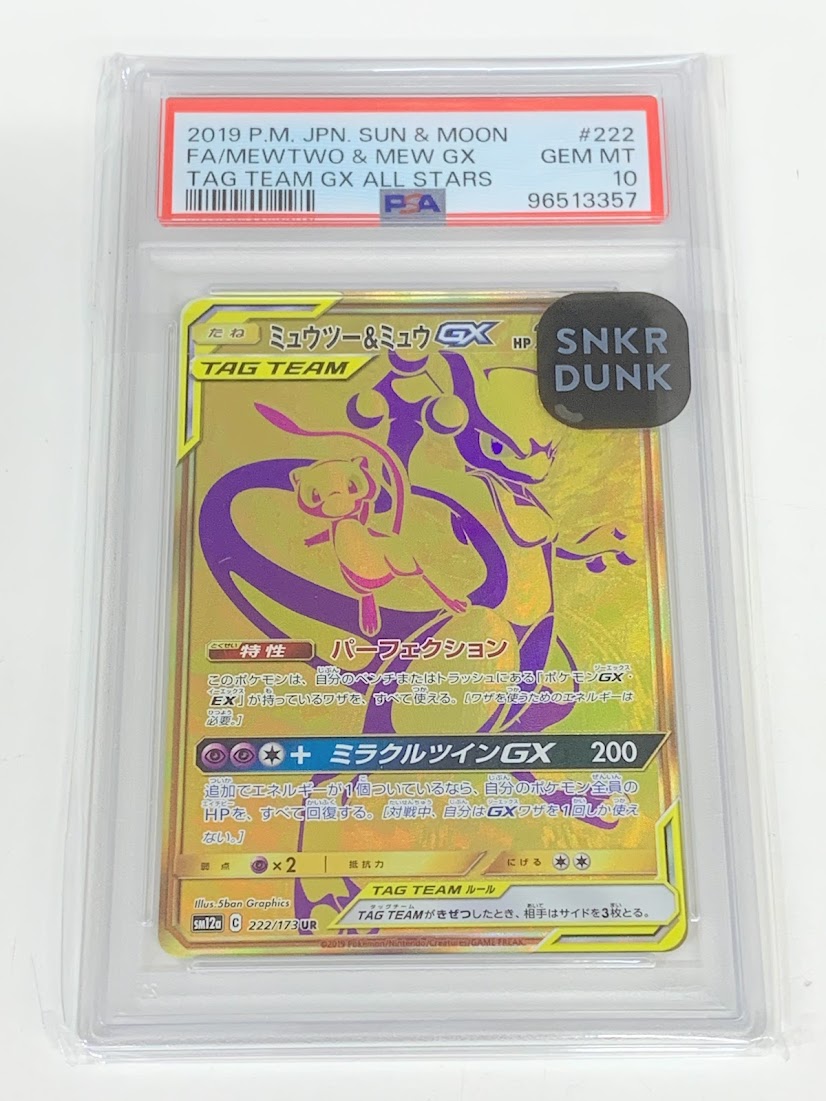 2019 P.M. JPN. SUN & MOON #222
FA/MEWTWO & MEW GX GEM MT
TAG TEAM GX ALL STARS 10
PSA 96513357
SNKR
DUNK
たね ミュウツー&ミュウGX HP
TAG TEAM
とくせい
特性 パーフェクション
このポケモンは、自分のベンチまたはトラッシュにある「ポケモンGX・
EX」が持っているワザを、すべて使える。[ワザを使うためのエネルギーは
必要。]
+ ミラクルツインGX 200
追加でエネルギーが1個ついているなら、自分のポケモン全員の
HPを、すべて回復する。[対戦中、自分はGXワザを1回しか使え
ない。]
弱点 ×2 抵抗力 にげる
TAG TEAM ルール
Illus. 5ban Graphics
TAG TEAMがきぜつしたとき、相手はサイドを3枚とる。
sm12a C 222/173 UR
©2019 Pokémon/Nintendo/Creatures/GAME FREAK.